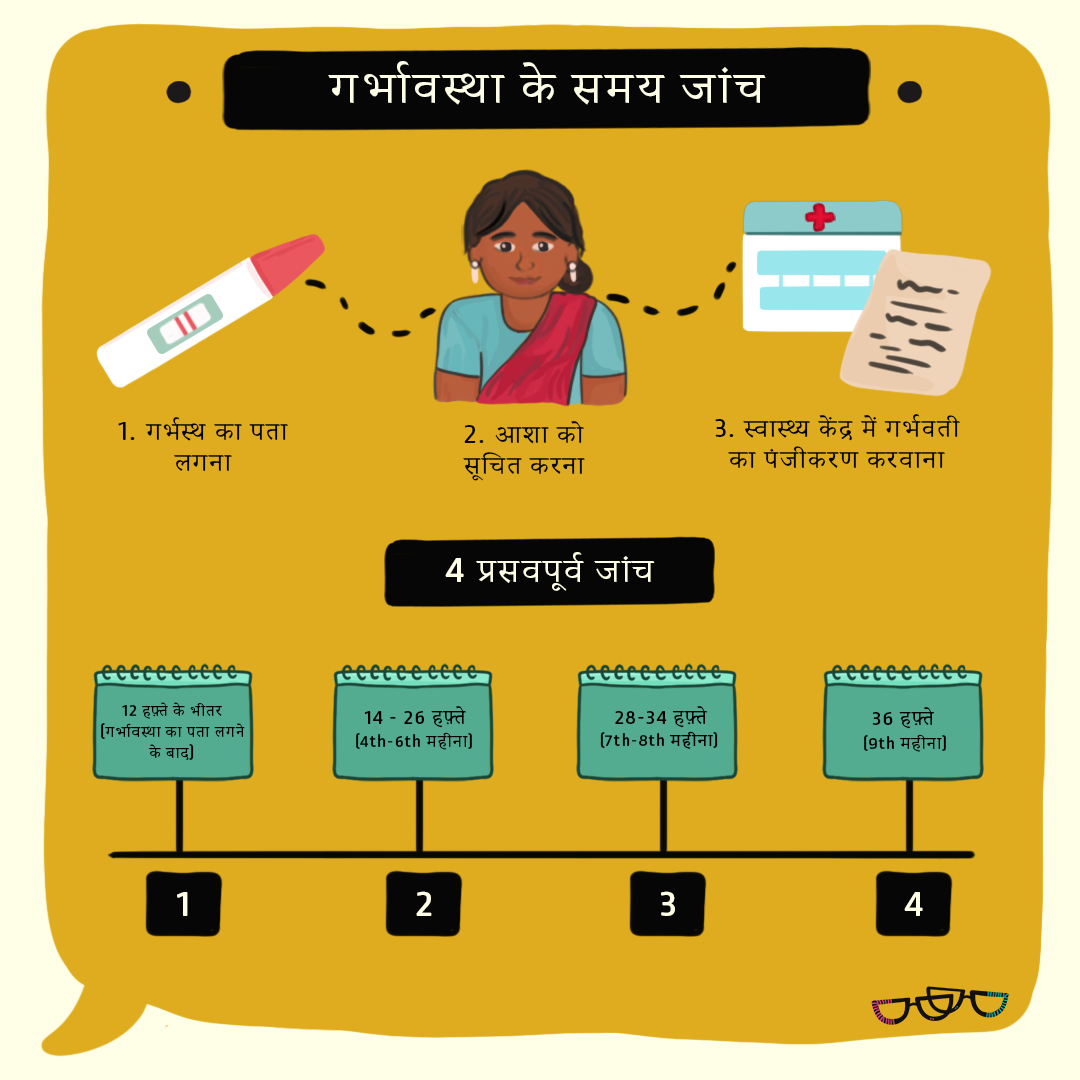 गर्भावस्था के समय जांच
1. गर्भस्थ का पता
लगना
2. आशा को
सूचित करना
3. स्वास्थ्य केंद्र में गर्भवती
का पंजीकरण करवाना
4 प्रसवपूर्व जांच
12 हफ़्ते के भीतर
(गर्भावस्था का पता लगने
के बाद)
14 - 26 हफ़्ते
(4th-6th महीना)
28-34 हफ़्ते
(7th-8th महीना)
36 हफ़्ते
(9th महीना)
1
2
3
4